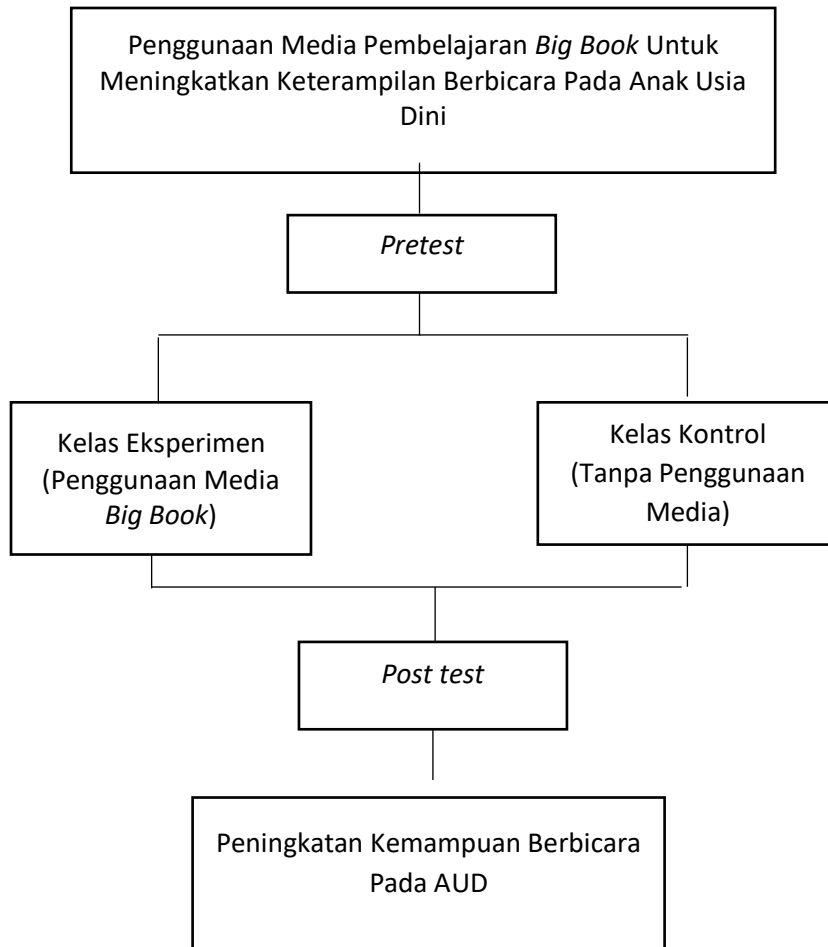 Penggunaan Media Pembelajaran Big Book Untuk
Meningkatkan Keterampilan Berbicara Pada Anak Usia
Dini
Pretest
Kelas Eksperimen
(Penggunaan Media
Big Book)
Kelas Kontrol
(Tanpa Penggunaan
Media)
Post test
Peningkatan Kemampuan Berbicara
Pada AUD